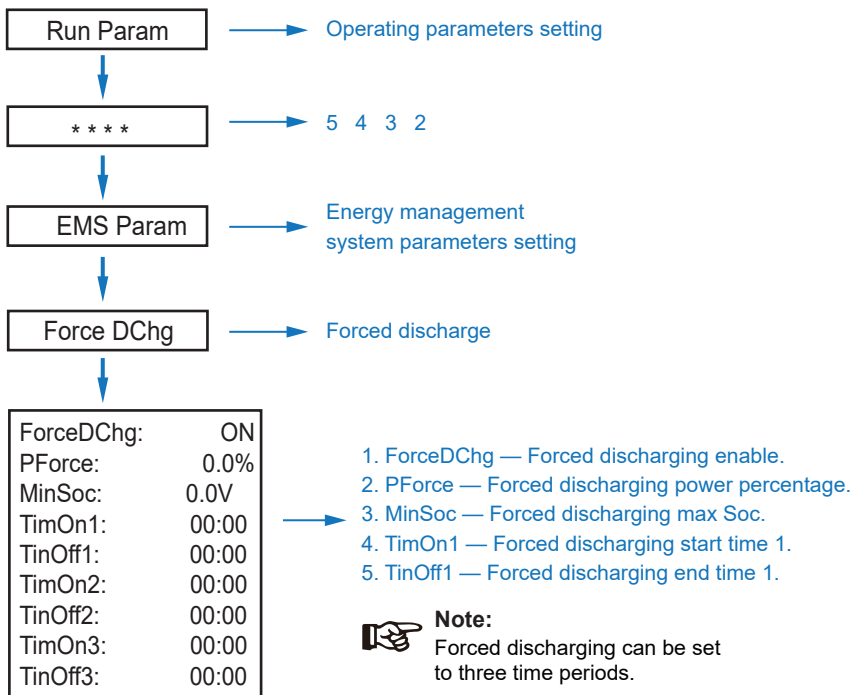 Run Param
Operating parameters setting
* * * *
5 4 3 2
EMS Param
Energy management
system parameters setting
Force DChg
Forced discharge
ForceDChg: ON
PForce: 0.0%
MinSoc: 0.0V
TimOn1: 00:00
TinOff1: 00:00
TimOn2: 00:00
TinOff2: 00:00
TimOn3: 00:00
TinOff3: 00:00
1. ForceDChg — Forced discharging enable.
2. PForce — Forced discharging power percentage.
3. MinSoc — Forced discharging max Soc.
4. TimOn1 — Forced discharging start time 1.
5. TinOff1 — Forced discharging end time 1.
Note:
Forced discharging can be set
to three time periods.